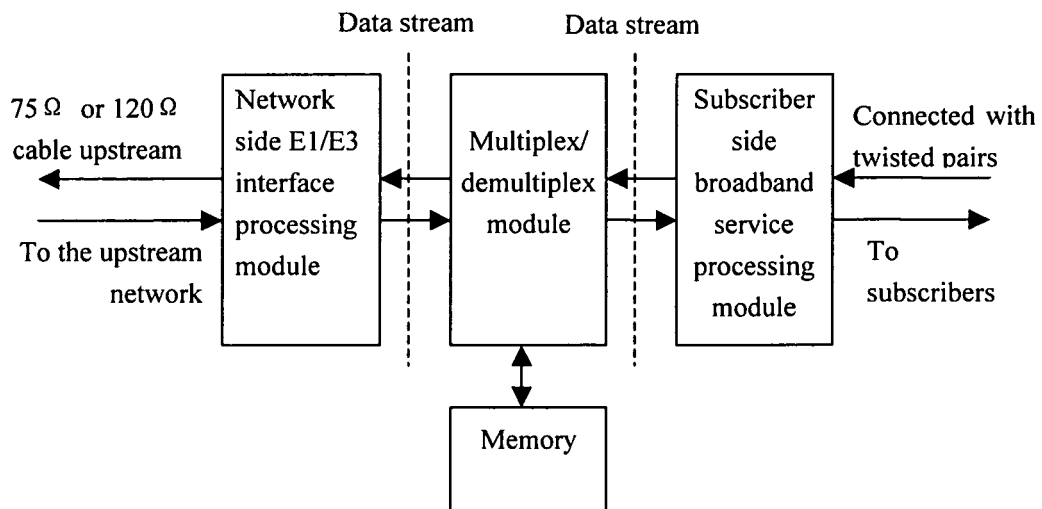 Data stream
Data stream
75 Ω or 120 Ω
cable upstream
To the upstream
network
Network
side E1/E3
interface
processing
module
Multiplex/
demultiplex
module
Subscriber
side
broadband
service
processing
module
Connected with
twisted pairs
To
subscribers
Memory